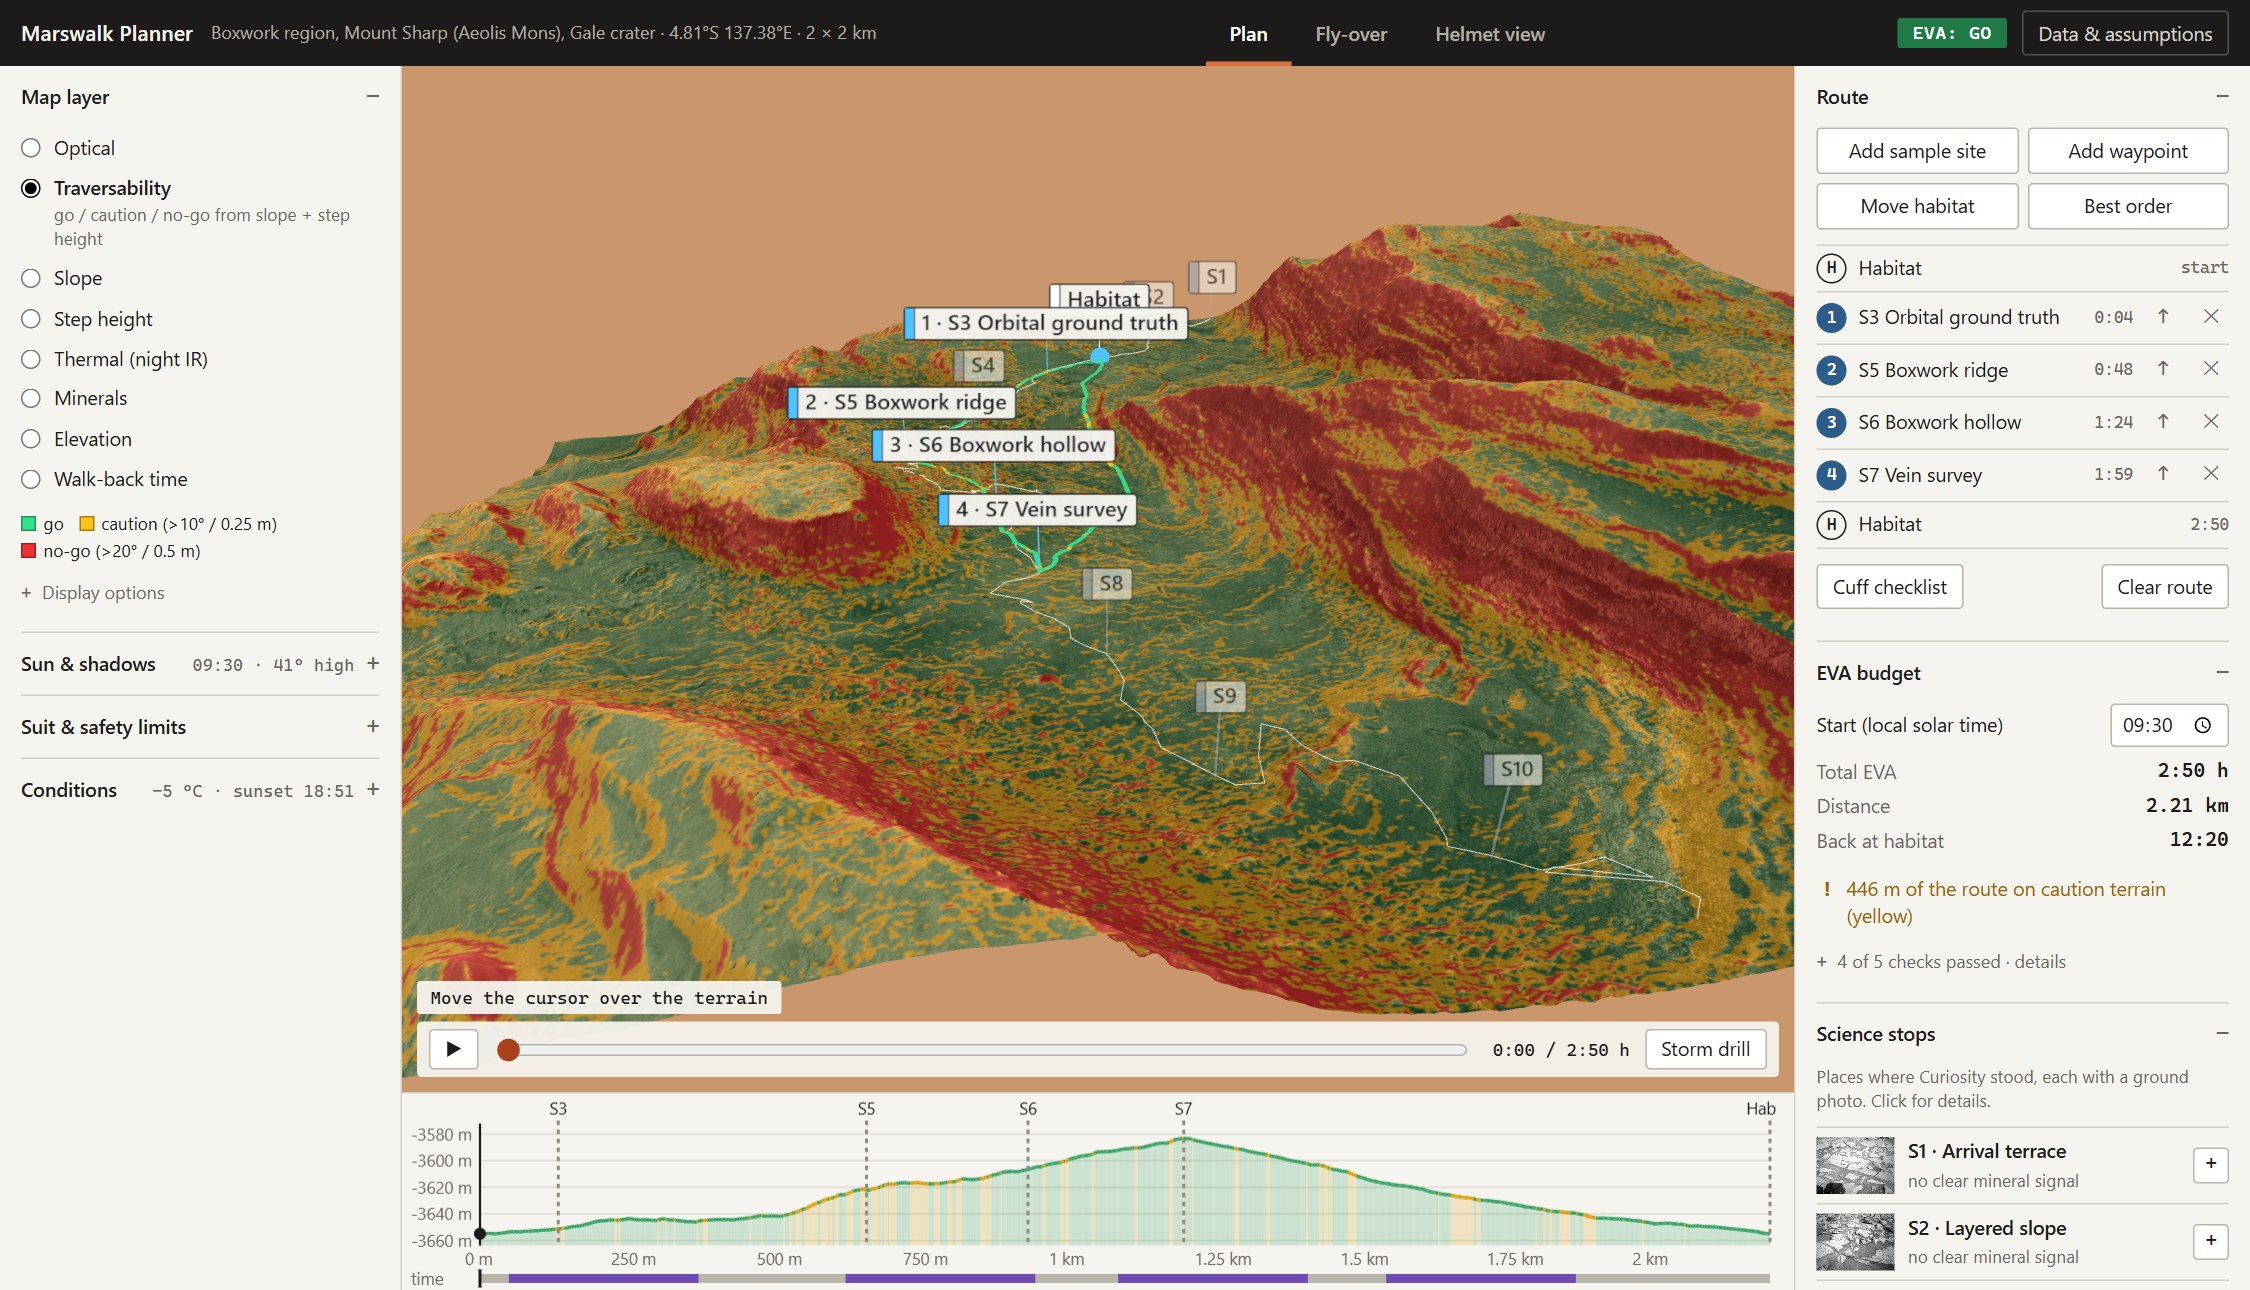 Marswalk Planner
Boxwork region, Mount Sharp (Aeolis Mons), Gale crater · 4.81°S 137.38°E · 2 × 2 km
Plan
Fly-over
Helmet view
EVA: GO
Data & assumptions
Map layer
Optical
Traversability
go / caution / no-go from slope + step
height
Slope
Step height
Thermal (night IR)
Minerals
Elevation
Walk-back time
go
caution (>10° / 0.25 m)
no-go (>20° / 0.5 m)
+ Display options
Sun & shadows 09:30 · 41° high +
Suit & safety limits +
Conditions −5 °C · sunset 18:51 +
S1
Habitat
1 · S3 Orbital ground truth
S4
2 · S5 Boxwork ridge
3 · S6 Boxwork hollow
4 · S7 Vein survey
S8
S9
S10
Move the cursor over the terrain
0:00 / 2:50 h
Storm drill
S3
S5
S6
S7
Hab
-3580 m
-3600 m
-3620 m
-3640 m
-3660 m
0 m
250 m
500 m
750 m
1 km
1.25 km
1.5 km
1.75 km
2 km
time
Route
Add sample site
Add waypoint
Move habitat
Best order
H Habitat start
1 S3 Orbital ground truth 0:04 ↑ ×
2 S5 Boxwork ridge 0:48 ↑ ×
3 S6 Boxwork hollow 1:24 ↑ ×
4 S7 Vein survey 1:59 ↑ ×
H Habitat 2:50
Cuff checklist
Clear route
EVA budget
Start (local solar time) 09:30
Total EVA 2:50 h
Distance 2.21 km
Back at habitat 12:20
! 446 m of the route on caution terrain
(yellow)
+ 4 of 5 checks passed · details
Science stops
Places where Curiosity stood, each with a ground
photo. Click for details.
S1 · Arrival terrace
no clear mineral signal
+
S2 · Layered slope
no clear mineral signal
+